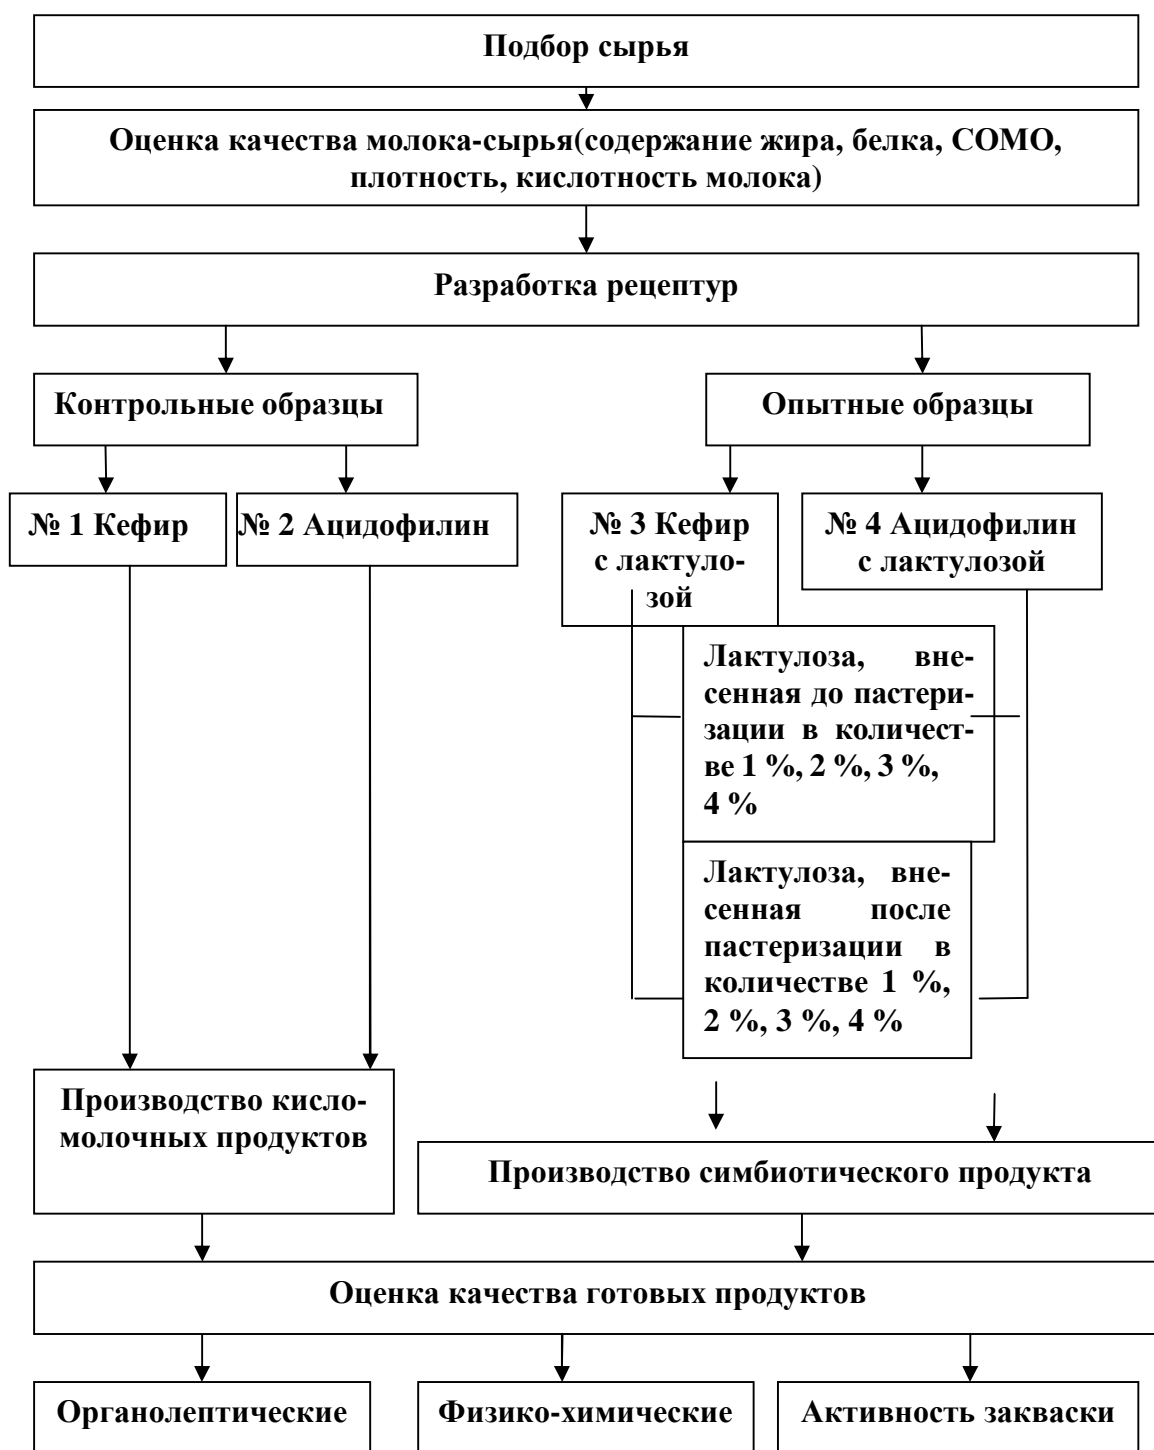 Подбор сырья
Оценка качества молока-сырья(содержание жира, белка, СОМО,
плотность, кислотность молока)
Разработка рецептур
Контрольные образцы
Опытные образцы
№ 1 Кефир
№ 2 Ацидофилин
№ 3 Кефир
с лактуло-
зой
№ 4 Ацидофилин
с лактулозой
Лактулоза, вне-
сенная до пастери-
зации в количест-
ве 1 %, 2 %, 3 %,
4 %
Лактулоза, вне-
сенная после
пастеризации в
количестве 1 %,
2 %, 3 %, 4 %
Производство кисло-
молочных продуктов
Производство симбиотического продукта
Оценка качества готовых продуктов
Органолептические
Физико-химические
Активность закваски